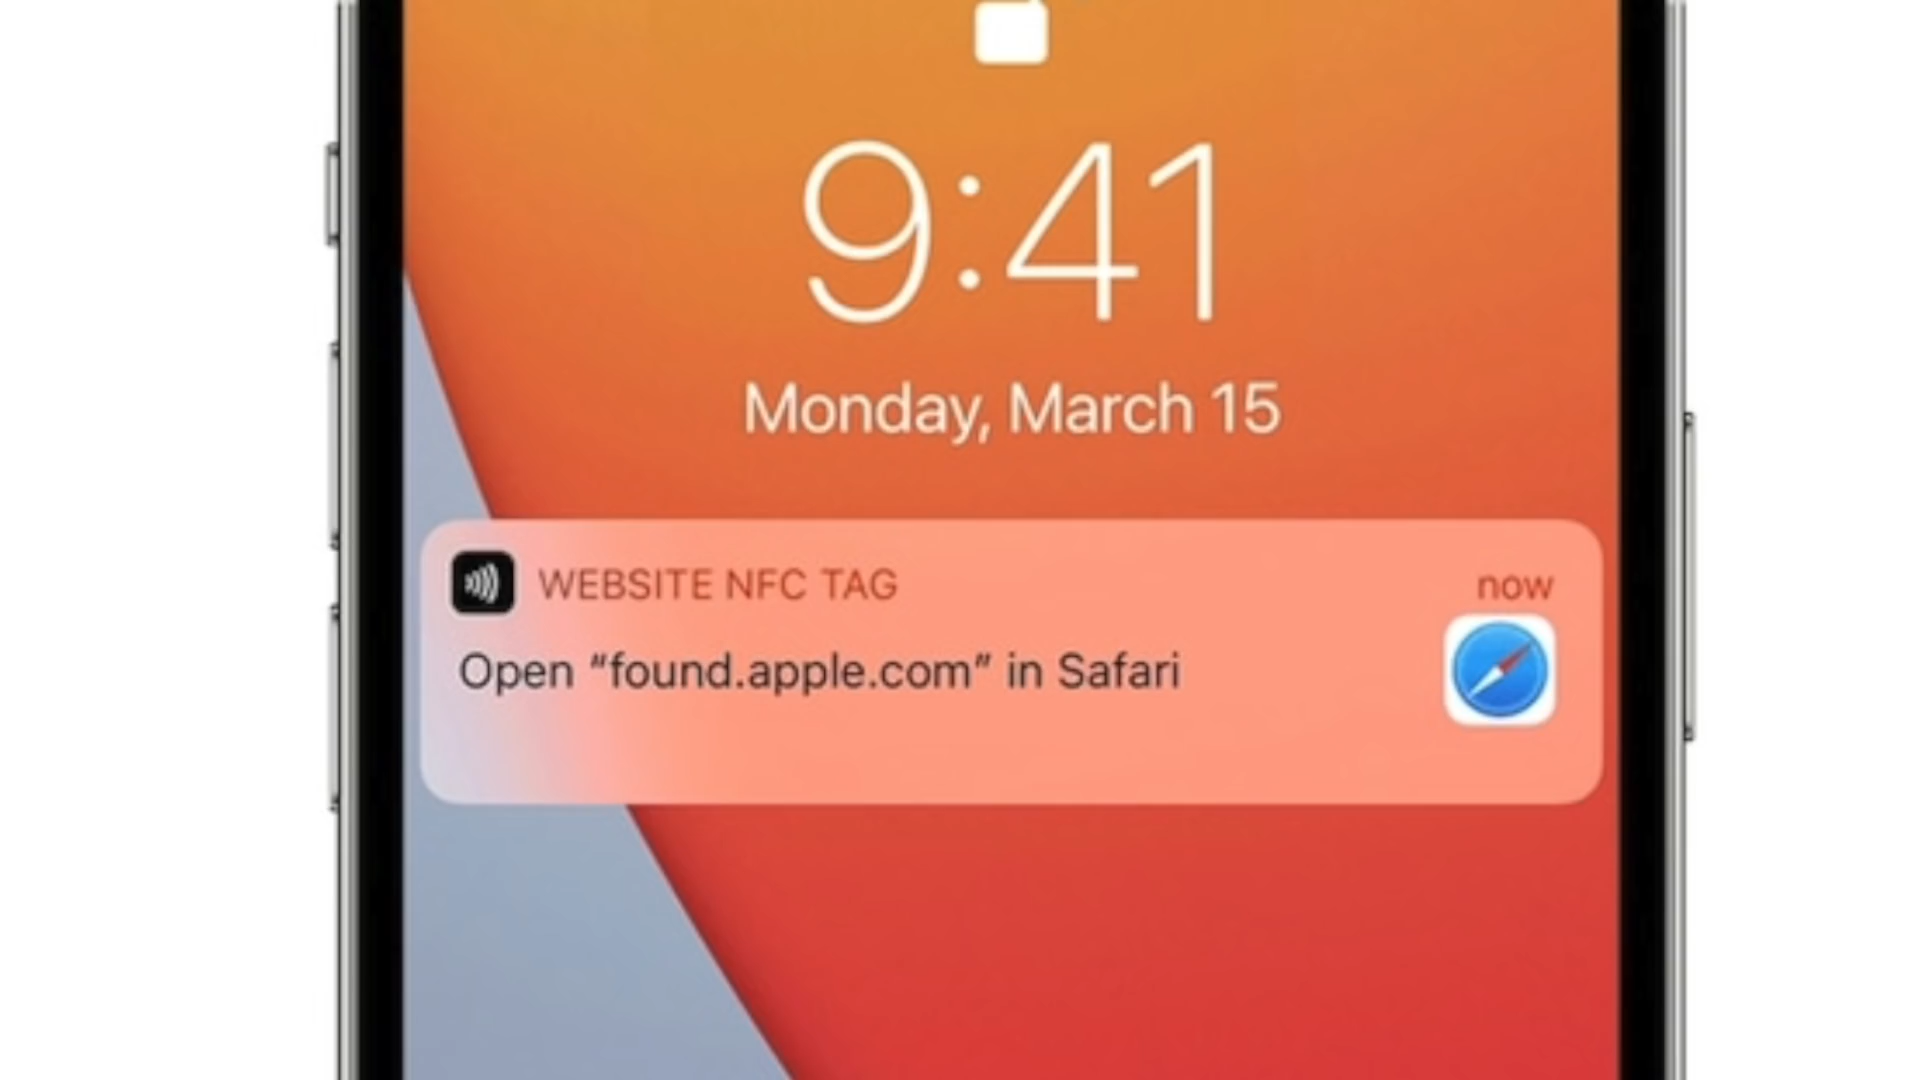 9:41
Monday, March 15
WEBSITE NFC TAG
now
Open “found.apple.com” in Safari